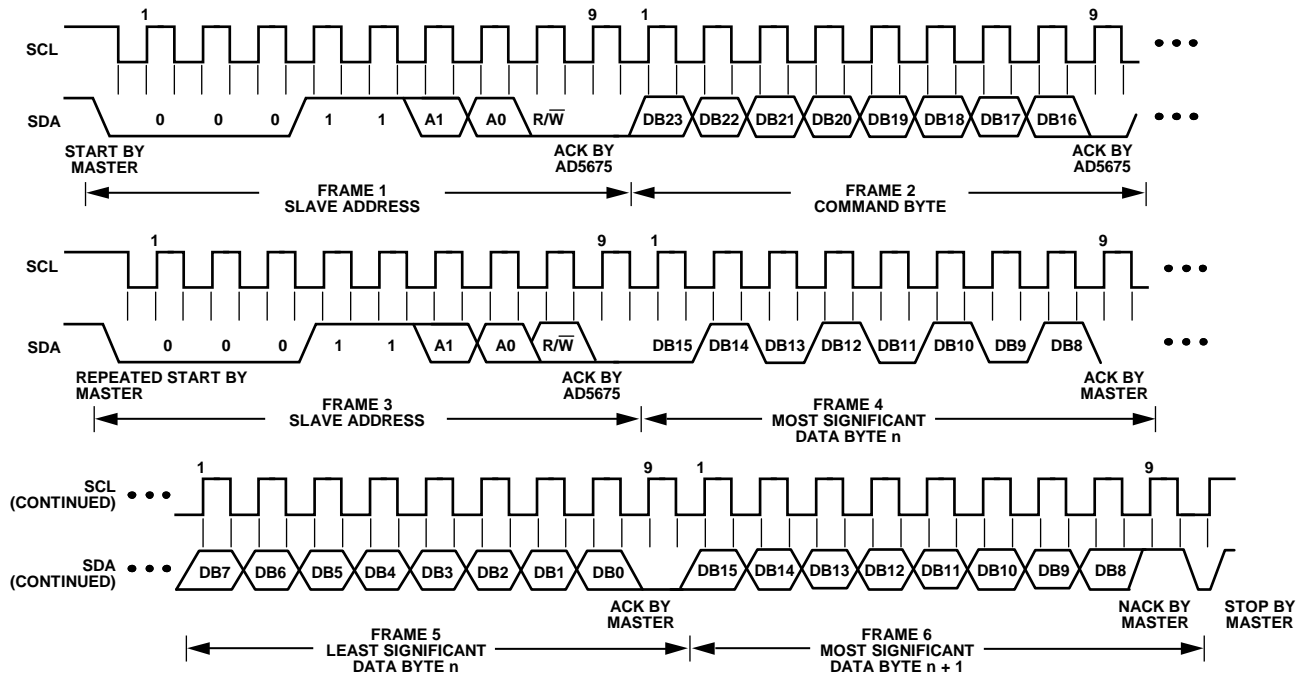 1 9 1 9
SCL
SDA 0 0 0 1 1 A1 A0 R/W̅ DB23 DB22 DB21 DB20 DB19 DB18 DB17 DB16
START BY MASTER
ACK BY AD5675
ACK BY AD5675
FRAME 1
SLAVE ADDRESS
FRAME 2
COMMAND BYTE
1 9 1 9
SCL
SDA 0 0 0 1 1 A1 A0 R/W̅ DB15 DB14 DB13 DB12 DB11 DB10 DB9 DB8
REPEATED START BY MASTER
ACK BY AD5675
ACK BY MASTER
FRAME 3
SLAVE ADDRESS
FRAME 4
MOST SIGNIFICANT
DATA BYTE n
1 9 1 9
SCL
(CONTINUED)
SDA
(CONTINUED)
DB7 DB6 DB5 DB4 DB3 DB2 DB1 DB0 DB15 DB14 DB13 DB12 DB11 DB10 DB9 DB8
ACK BY MASTER
NACK BY MASTER
STOP BY MASTER
FRAME 5
LEAST SIGNIFICANT
DATA BYTE n
FRAME 6
MOST SIGNIFICANT
DATA BYTE n + 1